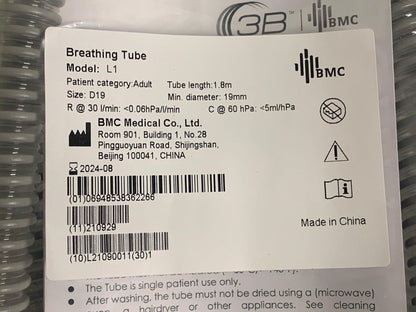 3B™ BMC
Breathing Tube
Model: L1
BMC
Patient category:Adult Tube length:1.8m
Size: D19 Min. diameter: 19mm
R @ 30 l/min: <0.06hPa/l/min) C @ 60 hPa: <5ml/hPa
BMC Medical Co., Ltd.
Room 901, Building 1, No.28
Pingguoyuan Road, Shijingshan,
Beijing 100041, CHINA
2024-08
(01)06948538362266
(11)210929
(10)L21090011(30)1
Made in China
The Tube is single patient use only.
After washing, the tube must not be dried using a (microwave)
a hairdryer or other appliances. See cleaning